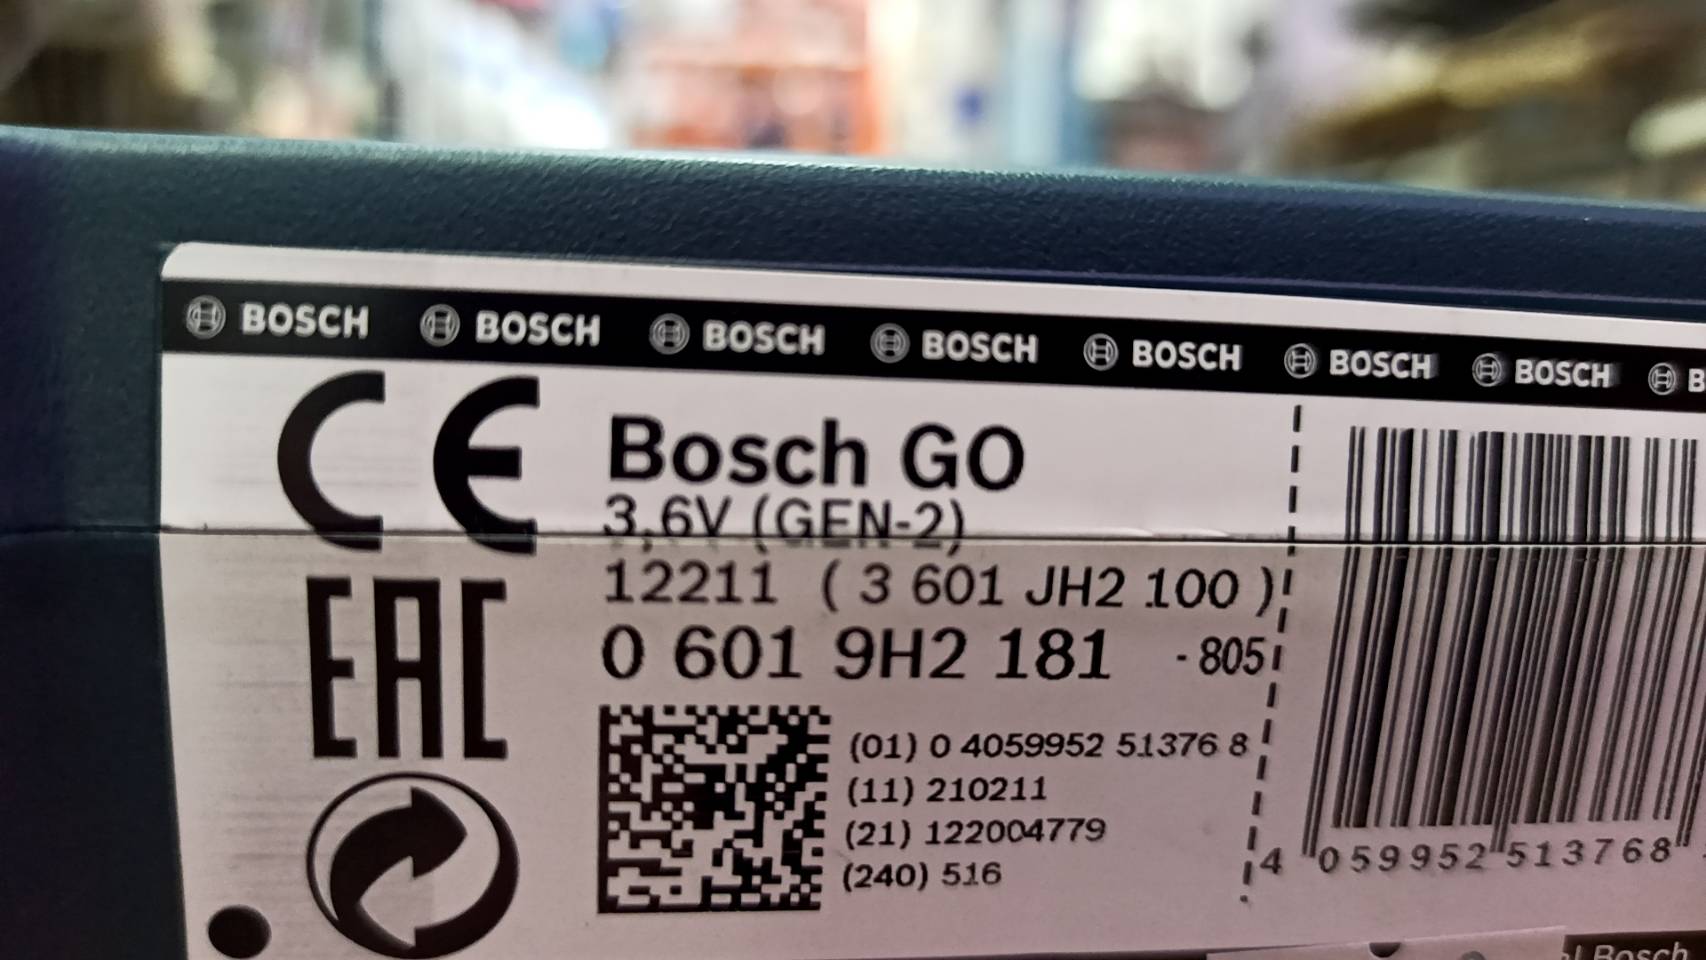 BOSCH BOSCH BOSCH BOSCH BOSCH BOSCH BOSCH B
CE
Bosch GO
3,6V (GEN-2)
12211 ( 3 601 JH2 100 )
0 601 9H2 181 - 805
EAC
(01) 0 4059952 51376 8
(11) 210211
(21) 122004779
(240) 516
4 059952 513768
Bosch